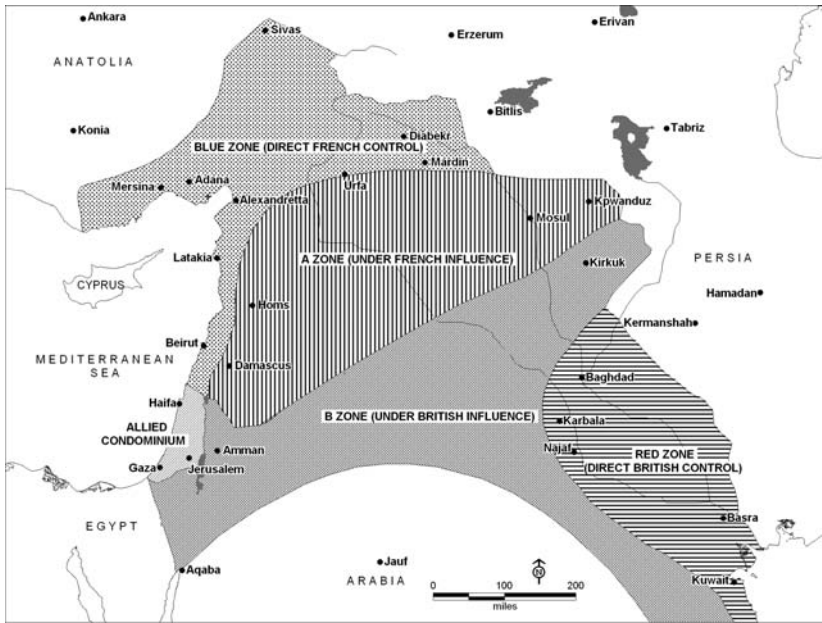 Ankara
Sivas
Erzerum
Erivan
ANATOLIA
Bitlis
Tabriz
Konia
Diabekr
BLUE ZONE (DIRECT FRENCH CONTROL)
Mardin
Urfa
Adana
Mersina
Alexandretta
Kpwanduz
Mosul
Latakia
A ZONE (UNDER FRENCH INFLUENCE)
Kirkuk
PERSIA
CYPRUS
Homs
Hamadan
Kermanshah
Beirut
MEDITERRANEAN
SEA
Damascus
Baghdad
Haifa
B ZONE (UNDER BRITISH INFLUENCE)
Karbala
ALLIED
CONDOMINIUM
Amman
Najaf
RED ZONE
(DIRECT BRITISH CONTROL)
Gaza
Jerusalem
EGYPT
Basra
Aqaba
Jauf
ARABIA
N
Kuwait
0 100 200
miles